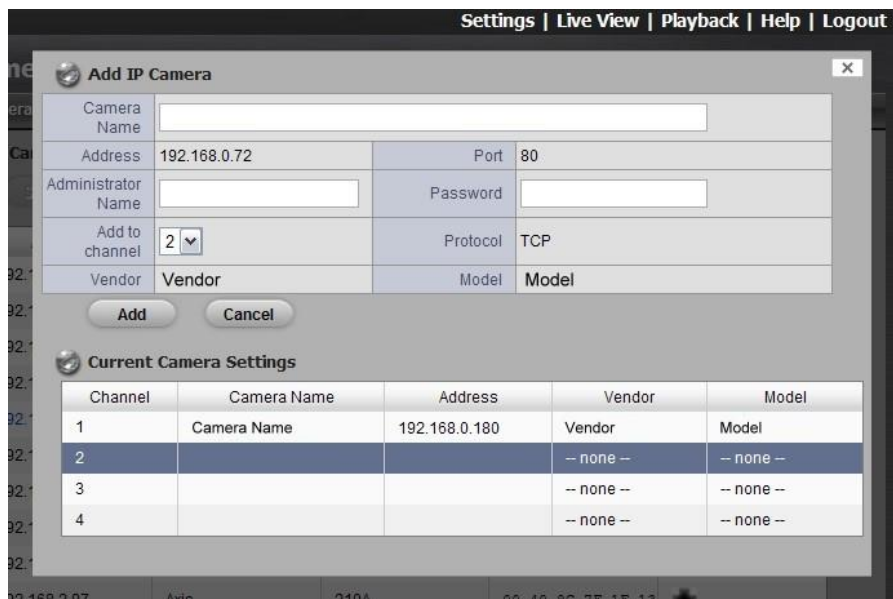 Settings | Live View | Playback | Help | Logout
Add IP Camera
Camera Name
Address 192.168.0.72 Port 80
Administrator Name Password
Add to channel 2 Protocol TCP
Vendor Vendor Model Model
Add Cancel
Current Camera Settings
Channel Camera Name Address Vendor Model
1 Camera Name 192.168.0.180 Vendor Model
2 -- none -- -- none --
3 -- none -- -- none --
4 -- none -- -- none --